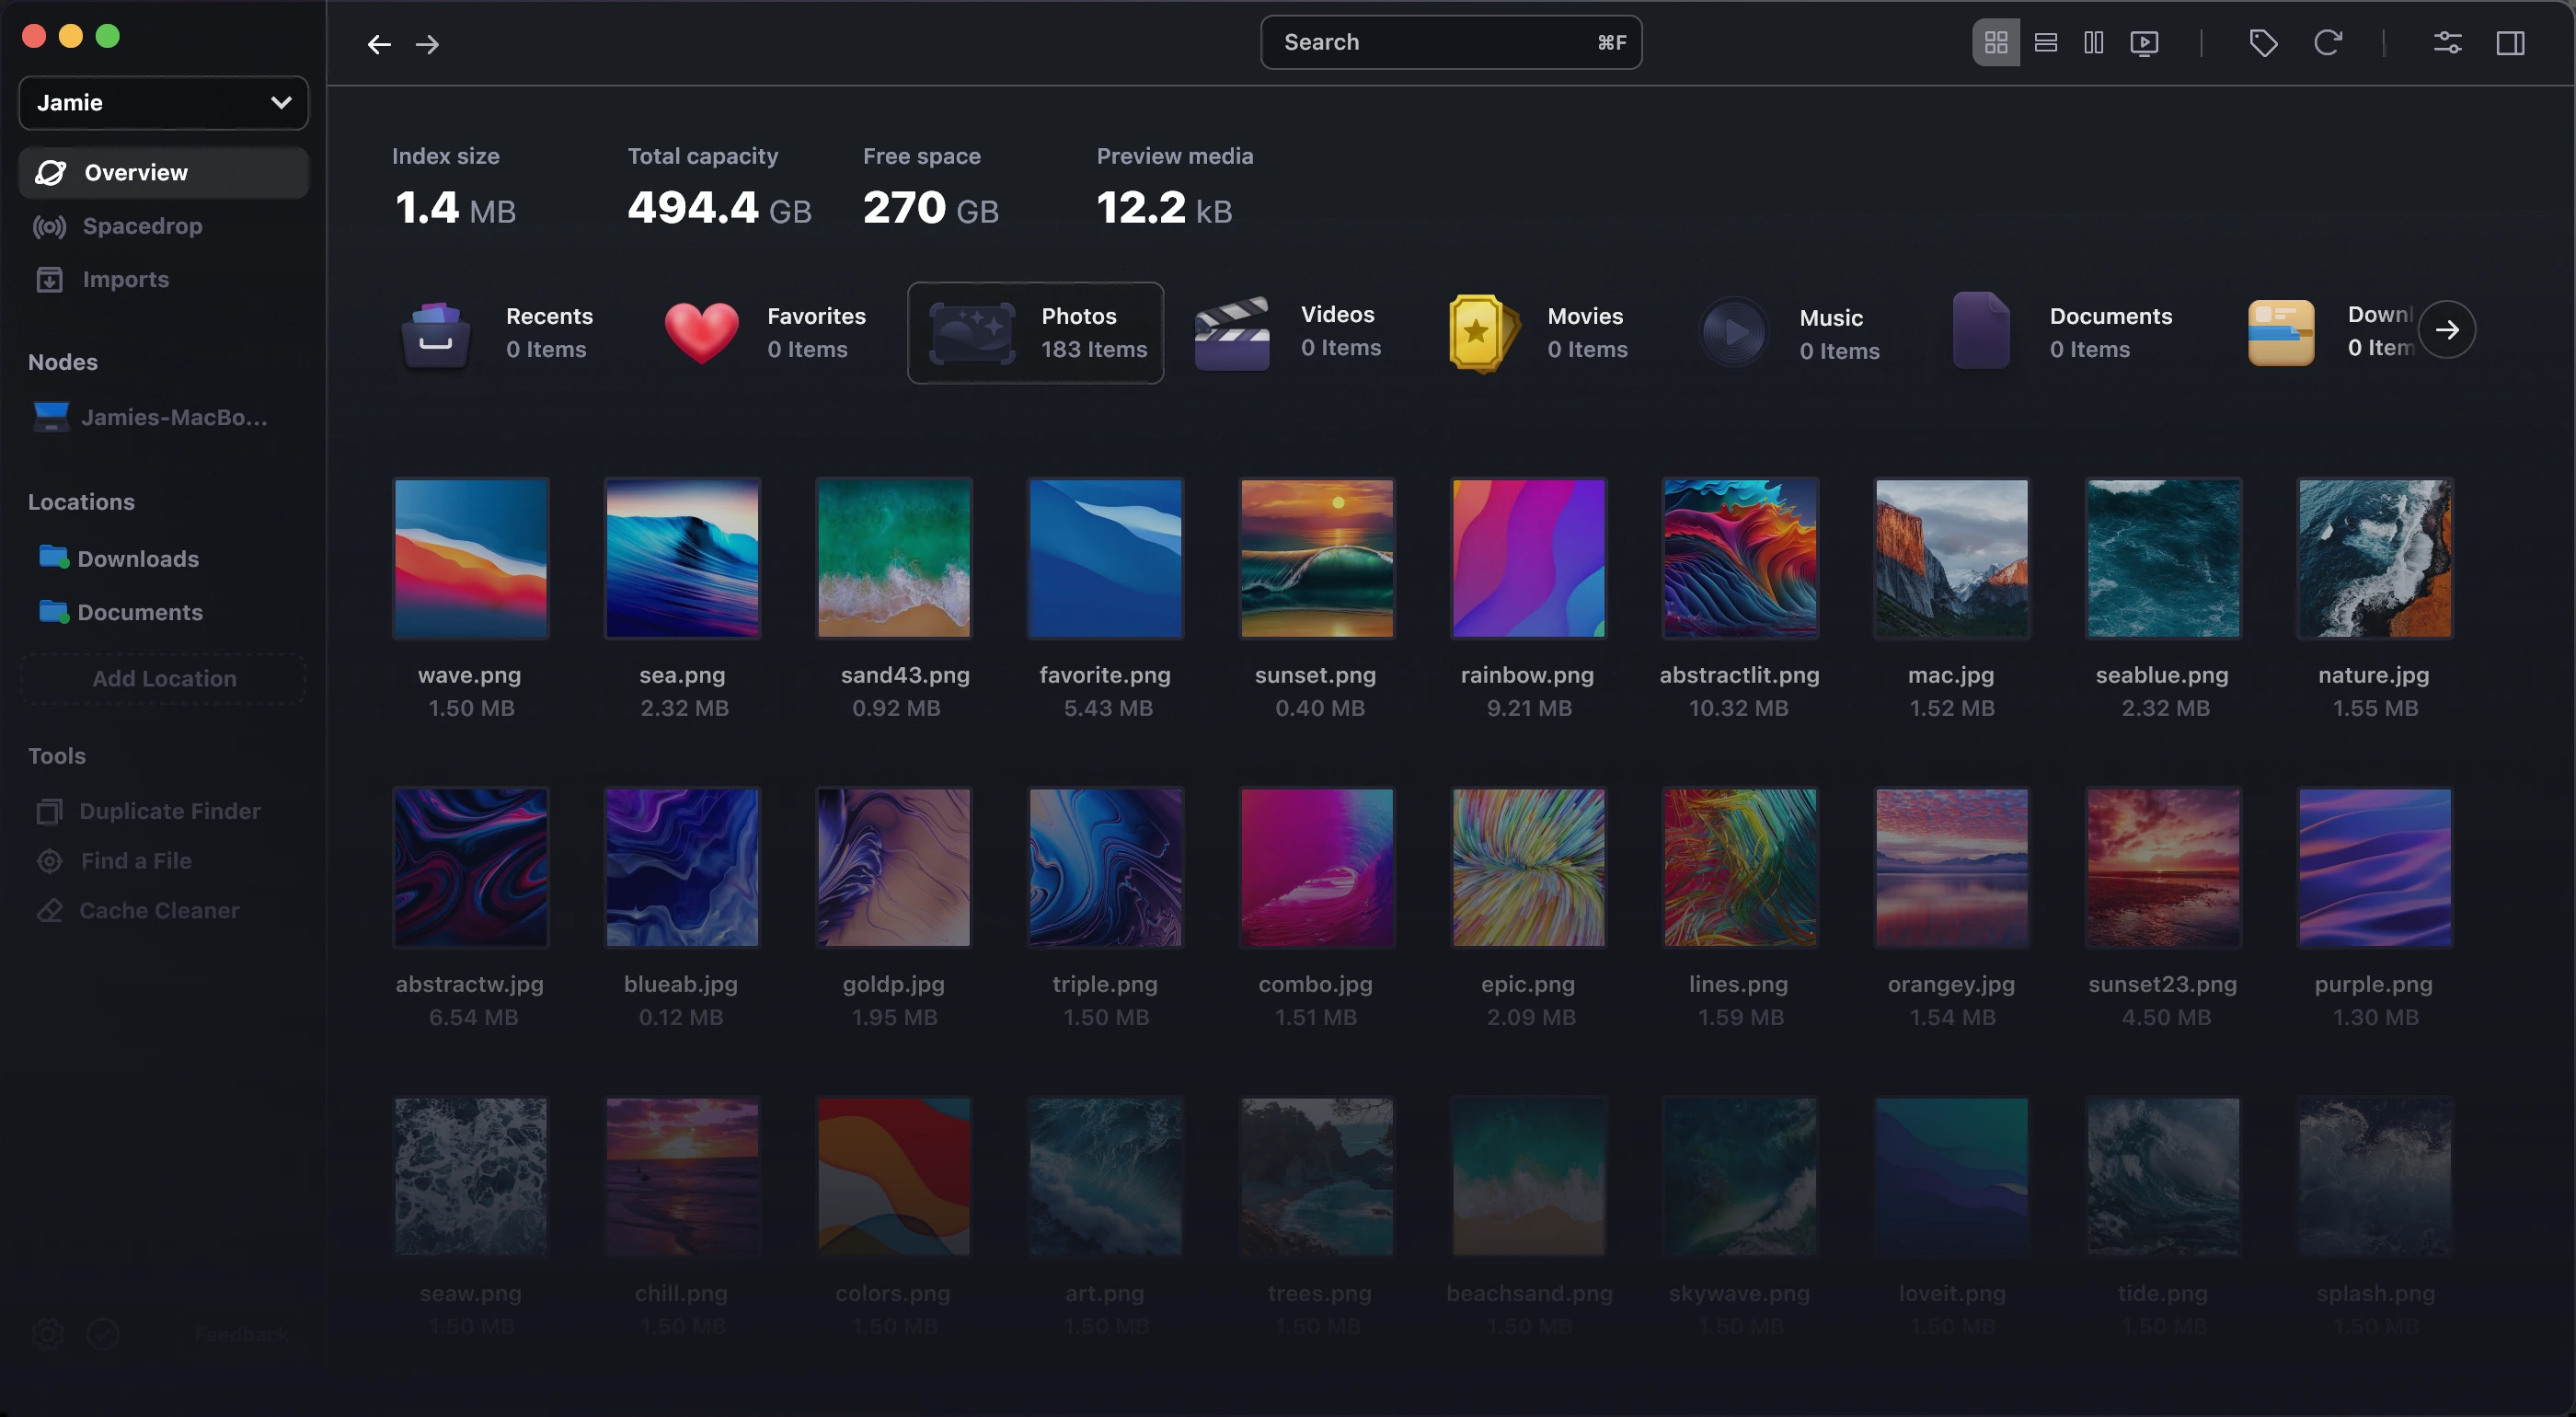 Search ⌘F
Jamie
Overview
Spacedrop
Imports
Nodes
Jamies-MacBo...
Locations
Downloads
Documents
Add Location
Tools
Duplicate Finder
Find a File
Cache Cleaner
Feedback
Index size Total capacity Free space Preview media
1.4 MB 494.4 GB 270 GB 12.2 kB
Recents Favorites Photos Videos Movies Music Documents Downl
0 Items 0 Items 183 Items 0 Items 0 Items 0 Items 0 Items 0 Item
wave.png sea.png sand43.png favorite.png sunset.png rainbow.png abstractlit.png mac.jpg seablue.png nature.jpg
1.50 MB 2.32 MB 0.92 MB 5.43 MB 0.40 MB 9.21 MB 10.32 MB 1.52 MB 2.32 MB 1.55 MB
abstractw.jpg blueab.jpg goldp.jpg triple.png combo.jpg epic.png lines.png orangey.jpg sunset23.png purple.png
6.54 MB 0.12 MB 1.95 MB 1.50 MB 1.51 MB 2.09 MB 1.59 MB 1.54 MB 4.50 MB 1.30 MB
seaw.png chill.png colors.png art.png trees.png beachsand.png skywave.png loveit.png tide.png splash.png
1.50 MB 1.50 MB 1.50 MB 1.50 MB 1.50 MB 1.50 MB 1.50 MB 1.50 MB 1.50 MB 1.50 MB